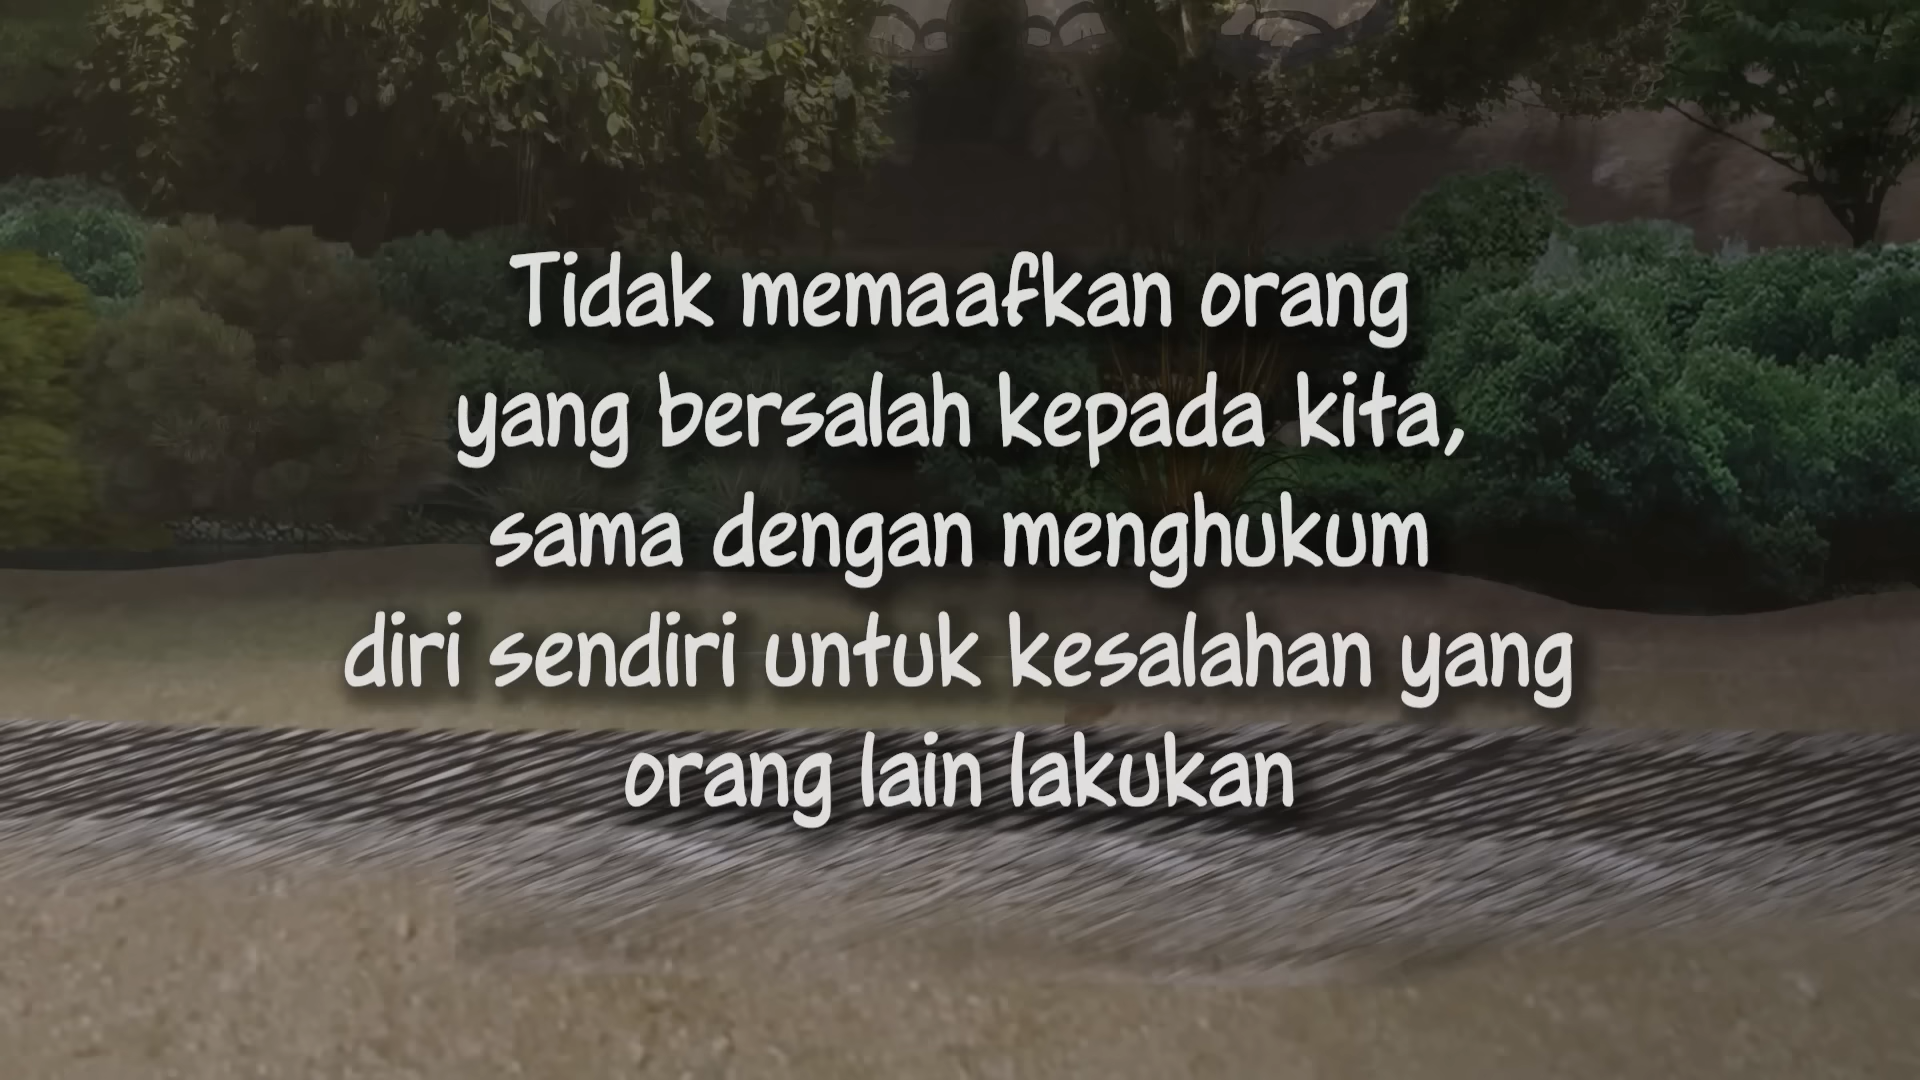 Tidak memaafkan orang
yang bersalah kepada kita,
sama dengan menghukum
diri sendiri untuk kesalahan yang
orang lain lakukan